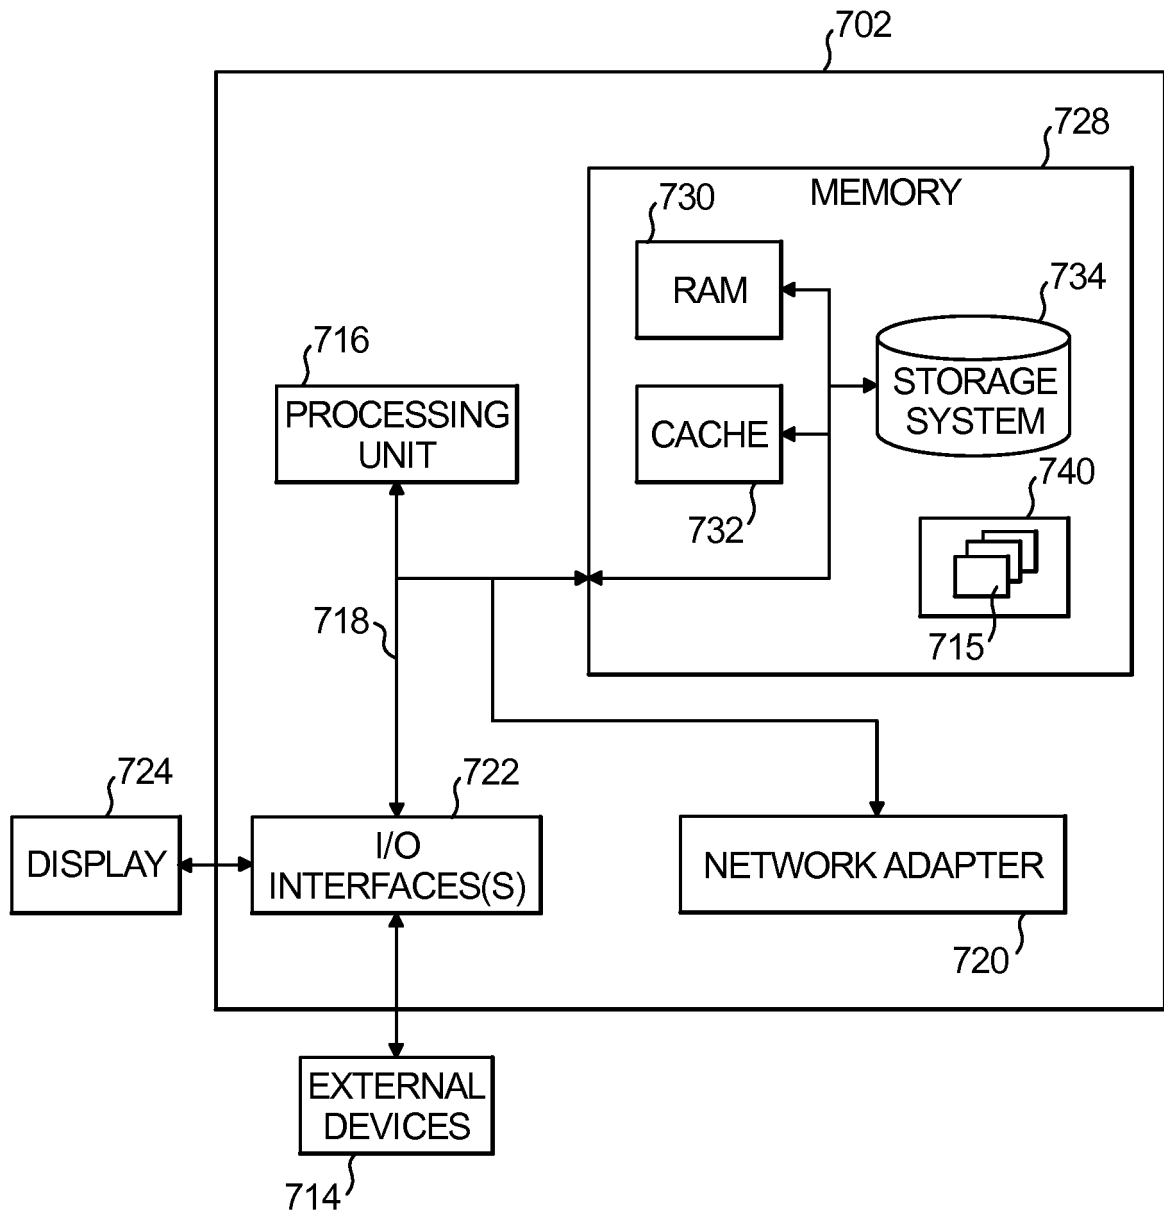 702
728
MEMORY
730
RAM
734
STORAGE
SYSTEM
716
PROCESSING
UNIT
CACHE
732
740
715
718
724
DISPLAY
722
I/O
INTERFACES(S)
NETWORK ADAPTER
720
EXTERNAL
DEVICES
714